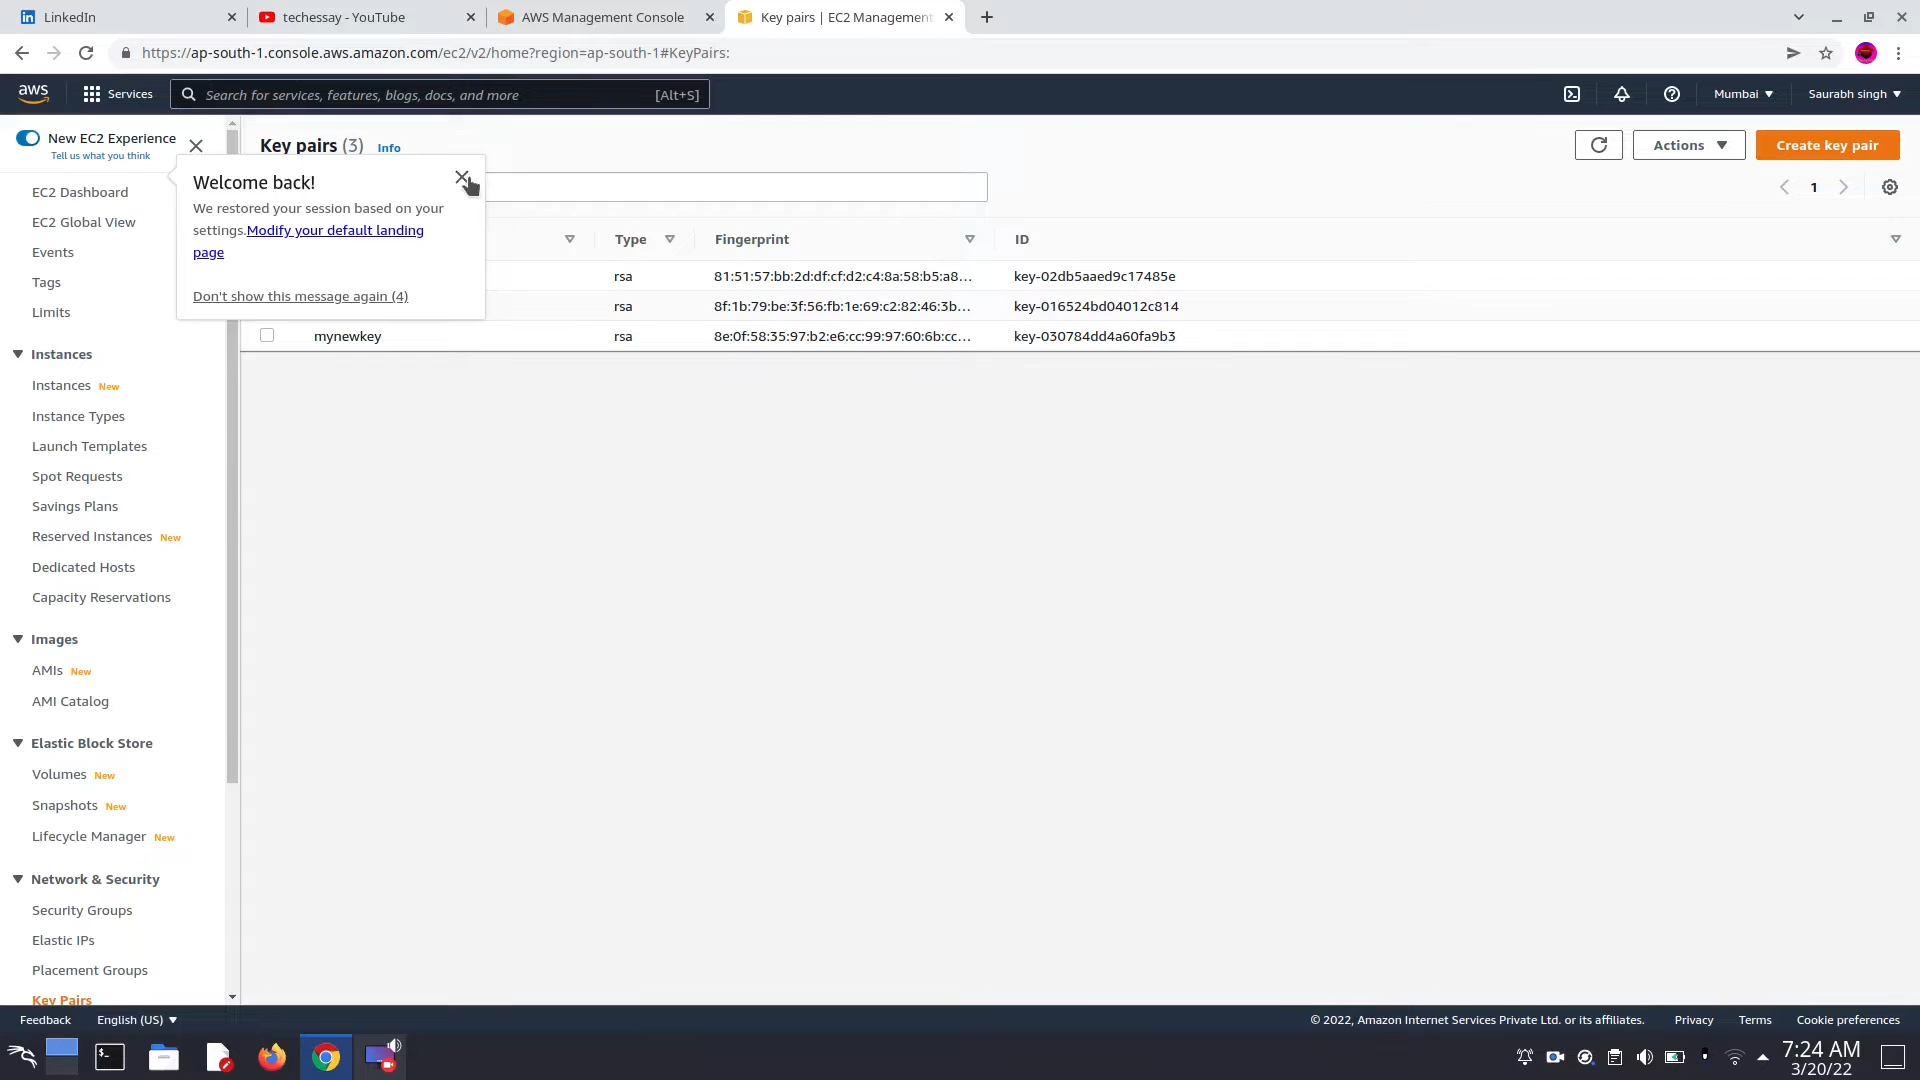 LinkedIn
techessay - YouTube
AWS Management Console
Key pairs | EC2 Management
https://ap-south-1.console.aws.amazon.com/ec2/v2/home?region=ap-south-1#KeyPairs:
aws
Services
Search for services, features, blogs, docs, and more
[Alt+S]
Mumbai
Saurabh singh
New EC2 Experience
Tell us what you think
Key pairs (3)
Info
Actions
Create key pair
1
Welcome back!
We restored your session based on your
settings.Modify your default landing
page
Don't show this message again (4)
Type
Fingerprint
ID
rsa 81:51:57:bb:2d:df:cf:d2:c4:8a:58:b5:a8... key-02db5aaed9c17485e
rsa 8f:1b:79:be:3f:56:fb:1e:69:c2:82:46:3b... key-016524bd04012c814
mynewkey rsa 8e:0f:58:35:97:b2:e6:cc:99:97:60:6b:cc... key-030784dd4a60fa9b3
EC2 Dashboard
EC2 Global View
Events
Tags
Limits
Instances
Instances New
Instance Types
Launch Templates
Spot Requests
Savings Plans
Reserved Instances New
Dedicated Hosts
Capacity Reservations
Images
AMIs New
AMI Catalog
Elastic Block Store
Volumes New
Snapshots New
Lifecycle Manager New
Network & Security
Security Groups
Elastic IPs
Placement Groups
Key Pairs
Feedback
English (US)
© 2022, Amazon Internet Services Private Ltd. or its affiliates.
Privacy
Terms
Cookie preferences
7:24 AM
3/20/22